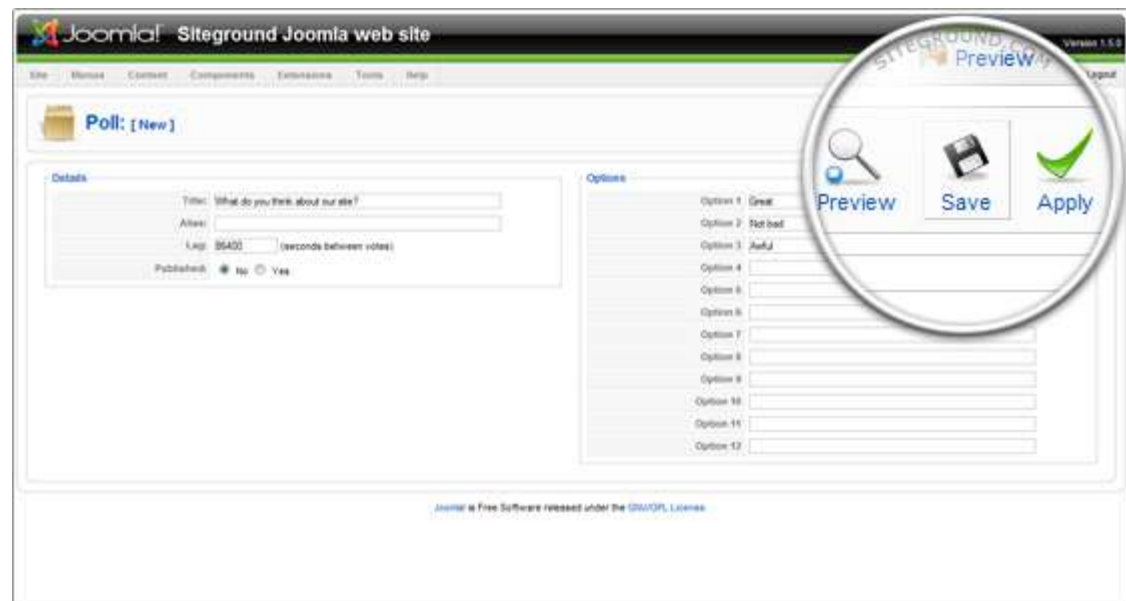 Joomla! Siteground Joomla web site
Version 1.5.0
SITEGROUND.COM
Preview
Site Menus Content Components Extensions Tools Help
Logout
Poll: [ New ]
Preview Save Apply
Details
Title: What do you think about our site?
Alias:
Lag: 86400 (seconds between votes)
Published: No Yes
Options
Option 1 Great
Option 2 Not bad
Option 3 Awful
Option 4
Option 5
Option 6
Option 7
Option 8
Option 9
Option 10
Option 11
Option 12
Joomla! is Free Software released under the GNU/GPL License.